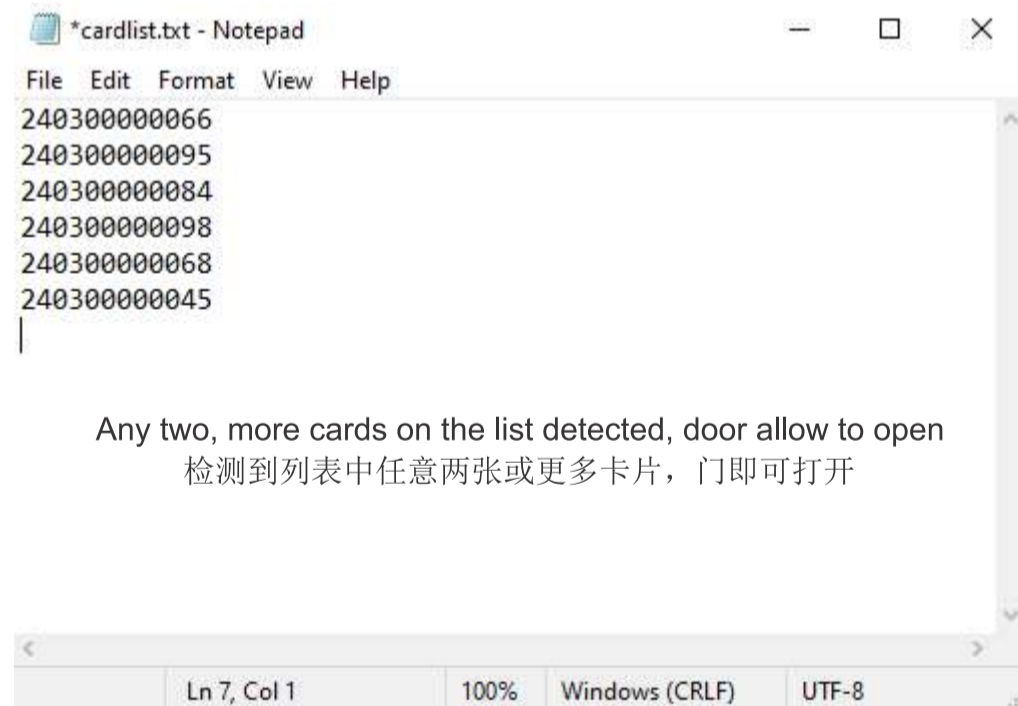 *cardlist.txt - Notepad
File Edit Format View Help
240300000066
240300000095
240300000084
240300000098
240300000068
240300000045
Any two, more cards on the list detected, door allow to open
检测到列表中任意两张或更多卡片，门即可打开
Ln 7, Col 1 100% Windows (CRLF) UTF-8